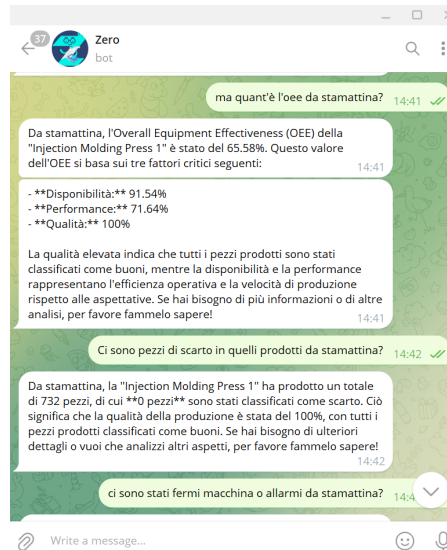 37
Zero
bot
ma quant'è l'oee da stamattina?
14:41
Da stamattina, l'Overall Equipment Effectiveness (OEE) della
"Injection Molding Press 1" è stato del 65.58%. Questo valore
dell'OEE si basa sui tre fattori critici seguenti:
14:41
- **Disponibilità:** 91.54%
- **Performance:** 71.64%
- **Qualità:** 100%
La qualità elevata indica che tutti i pezzi prodotti sono stati
classificati come buoni, mentre la disponibilità e la performance
rappresentano l'efficienza operativa e la velocità di produzione
rispetto alle aspettative. Se hai bisogno di più informazioni o di altre
analisi, per favore fammelo sapere!
14:41
Ci sono pezzi di scarto in quelli prodotti da stamattina?
14:42
Da stamattina, la "Injection Molding Press 1" ha prodotto un totale
di 732 pezzi, di cui **0 pezzi** sono stati classificati come scarto. Ciò
significa che la qualità della produzione è stata del 100%, con tutti i
pezzi prodotti classificati come buoni. Se hai bisogno di ulteriori
dettagli o vuoi che analizzi altri aspetti, per favore fammelo sapere!
14:42
ci sono stati fermi macchina o allarmi da stamattina?
Write a message...